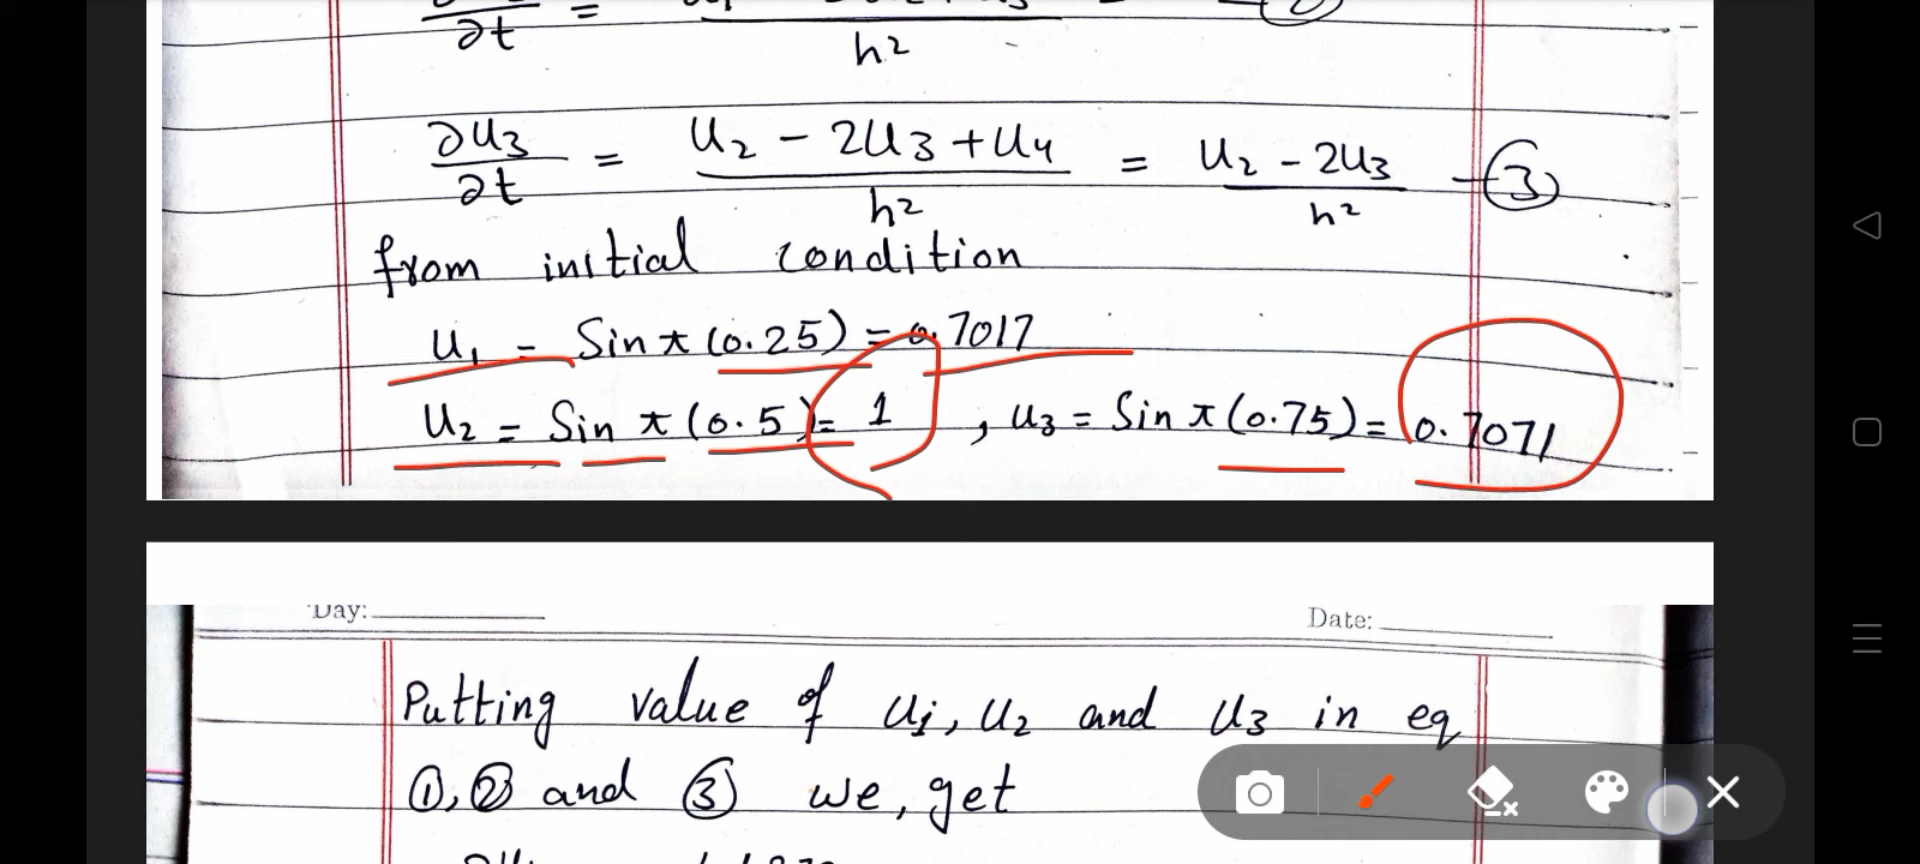 ∂t = h²
∂u₃/∂t = (u₂ - 2u₃ + u₄)/h² = (u₂ - 2u₃)/h² - ③
from initial condition
u₁ = Sin π (0.25) = 0.7017
u₂ = Sin π (0.5) = 1 , u₃ = Sin π (0.75) = 0.7071
Day: Date:
Putting value of u₁, u₂ and u₃ in eq
①, ② and ③ we, get